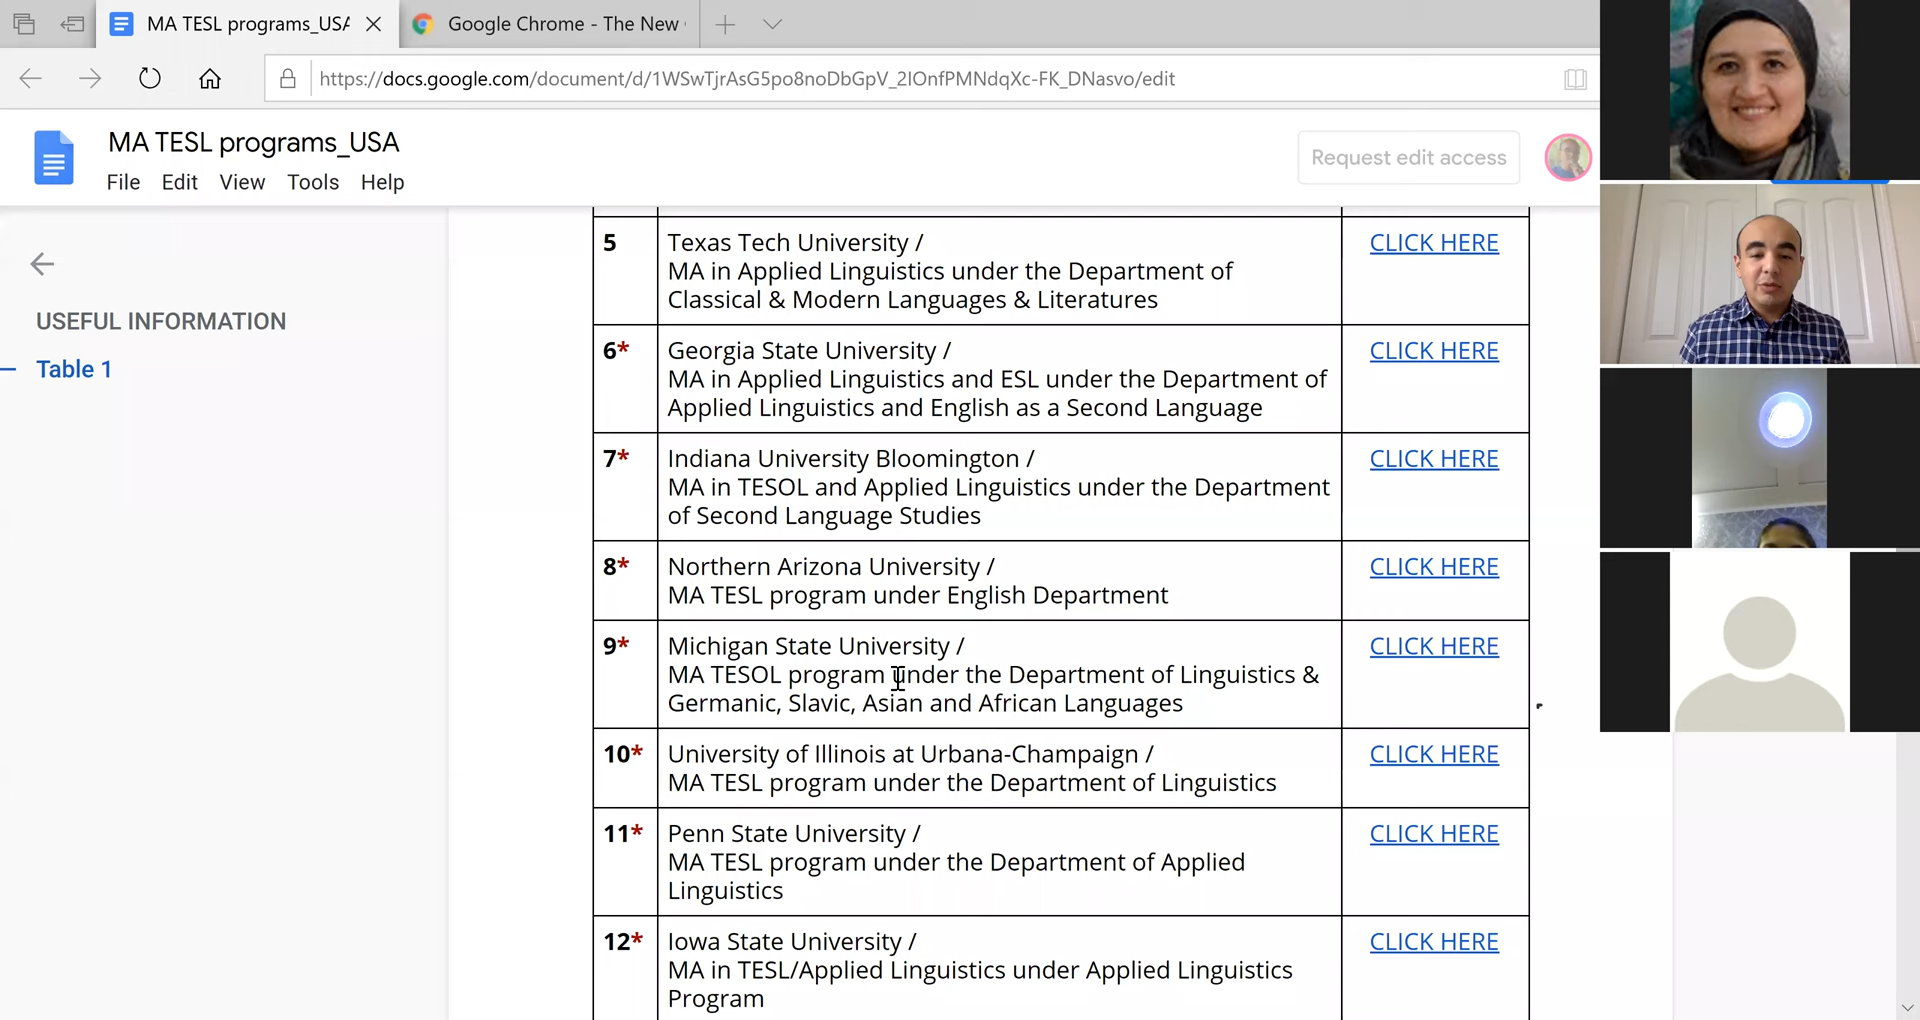 MA TESL programs_USA
Google Chrome - The New
https://docs.google.com/document/d/1WSwTjrAsG5po8noDbGpV_2lOnfPMNdqXc-FK_DNasvo/edit
MA TESL programs_USA
Request edit access
File Edit View Tools Help
USEFUL INFORMATION
Table 1
5 Texas Tech University / CLICK HERE
MA in Applied Linguistics under the Department of
Classical & Modern Languages & Literatures
6* Georgia State University / CLICK HERE
MA in Applied Linguistics and ESL under the Department of
Applied Linguistics and English as a Second Language
7* Indiana University Bloomington / CLICK HERE
MA in TESOL and Applied Linguistics under the Department
of Second Language Studies
8* Northern Arizona University / CLICK HERE
MA TESL program under English Department
9* Michigan State University / CLICK HERE
MA TESOL program under the Department of Linguistics &
Germanic, Slavic, Asian and African Languages
10* University of Illinois at Urbana-Champaign / CLICK HERE
MA TESL program under the Department of Linguistics
11* Penn State University / CLICK HERE
MA TESL program under the Department of Applied
Linguistics
12* Iowa State University / CLICK HERE
MA in TESL/Applied Linguistics under Applied Linguistics
Program